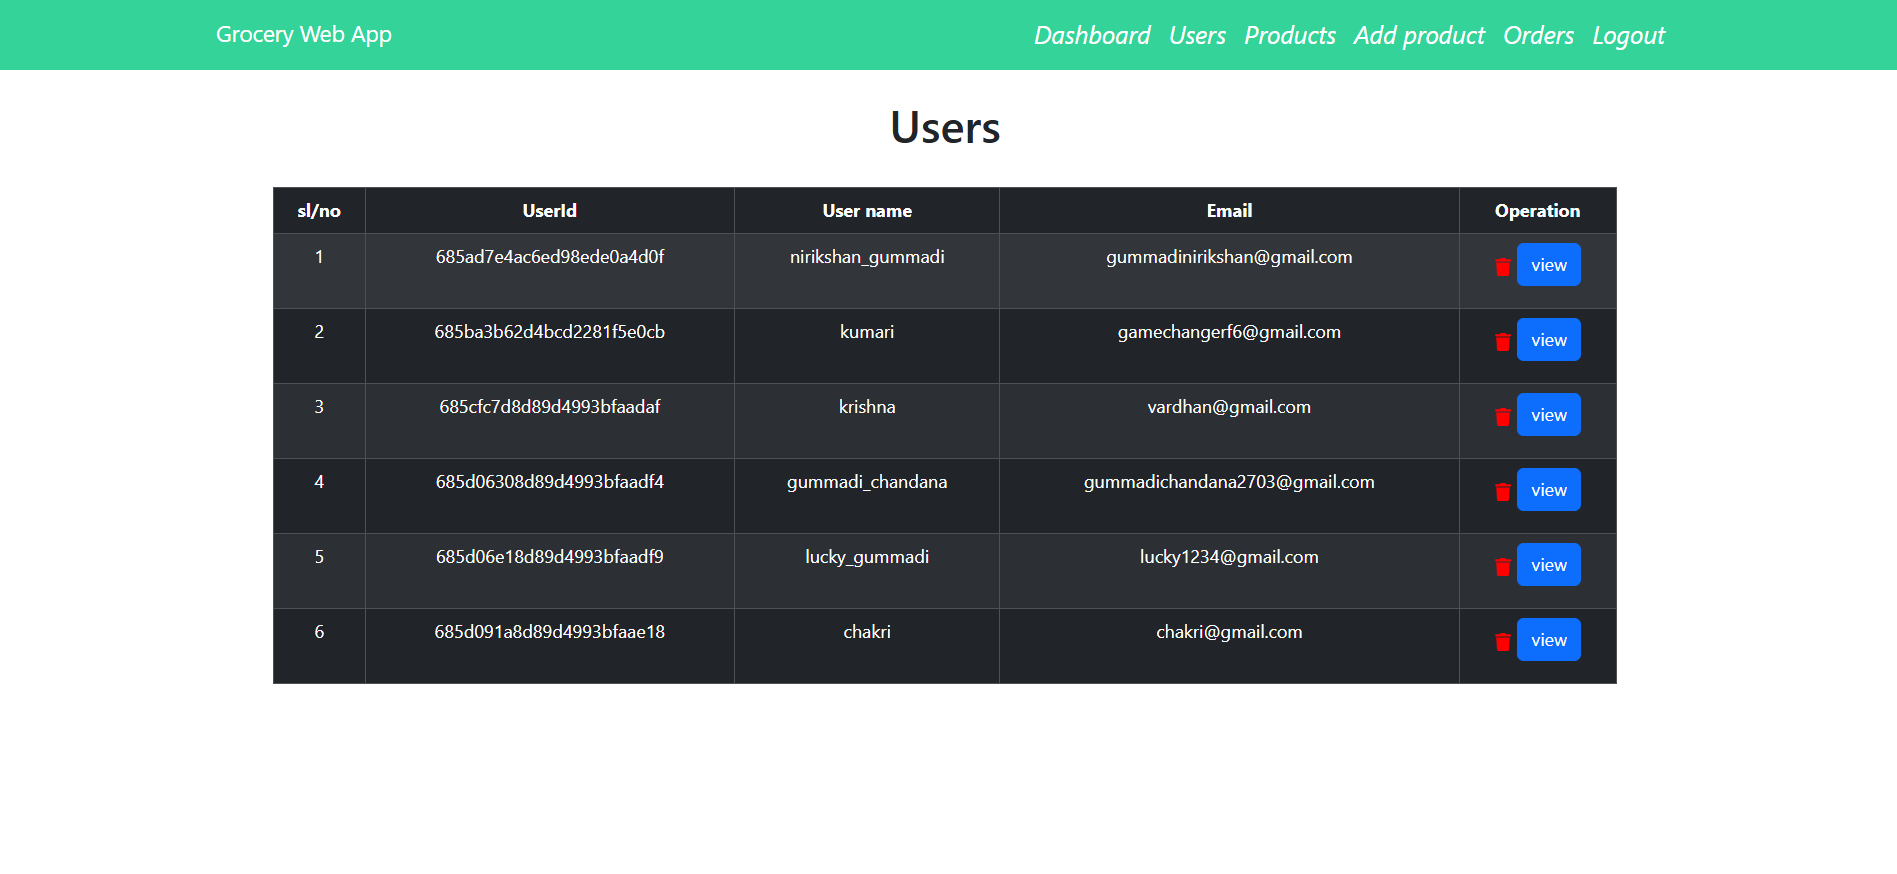 Grocery Web App Dashboard Users Products Add product Orders Logout
Users
sl/no UserId User name Email Operation
1 685ad7e4ac6ed98ede0a4d0f nirikshan_gummadi gummadinirikshan@gmail.com view
2 685ba3b62d4bcd2281f5e0cb kumari gamechangerf6@gmail.com view
3 685cfc7d8d89d4993bfaadaf krishna vardhan@gmail.com view
4 685d06308d89d4993bfaadf4 gummadi_chandana gummadichandana2703@gmail.com view
5 685d06e18d89d4993bfaadf9 lucky_gummadi lucky1234@gmail.com view
6 685d091a8d89d4993bfaae18 chakri chakri@gmail.com view